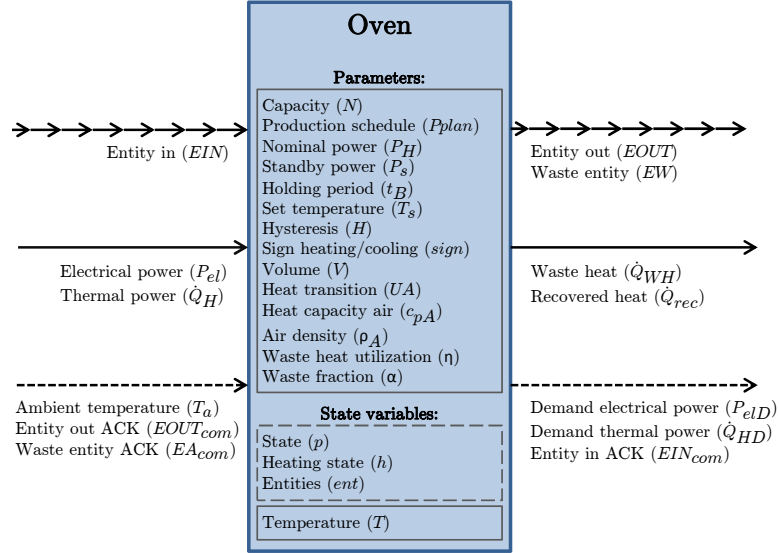 Oven
Parameters:
Capacity (N)
Production schedule (Pplan)
Nominal power (P_H)
Standby power (P_s)
Holding period (t_B)
Set temperature (T_s)
Hysteresis (H)
Sign heating/cooling (sign)
Volume (V)
Heat transition (UA)
Heat capacity air (c_pA)
Air density (ρ_A)
Waste heat utilization (η)
Waste fraction (α)
State variables:
State (p)
Heating state (h)
Entities (ent)
Temperature (T)
Entity in (EIN)
Electrical power (P_el)
Thermal power (Q̇_H)
Ambient temperature (T_a)
Entity out ACK (EOUT_com)
Waste entity ACK (EA_com)
Entity out (EOUT)
Waste entity (EW)
Waste heat (Q̇_WH)
Recovered heat (Q̇_rec)
Demand electrical power (P_elD)
Demand thermal power (Q̇_HD)
Entity in ACK (EIN_com)